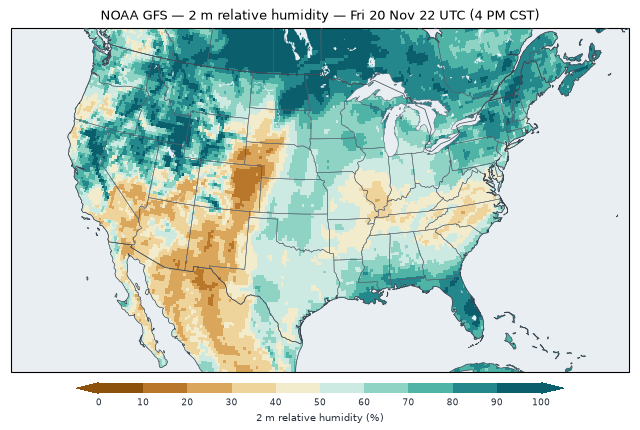 NOAA GFS — 2 m relative humidity — Fri 20 Nov 22 UTC (4 PM CST)
0 10 20 30 40 50 60 70 80 90 100
2 m relative humidity (%)